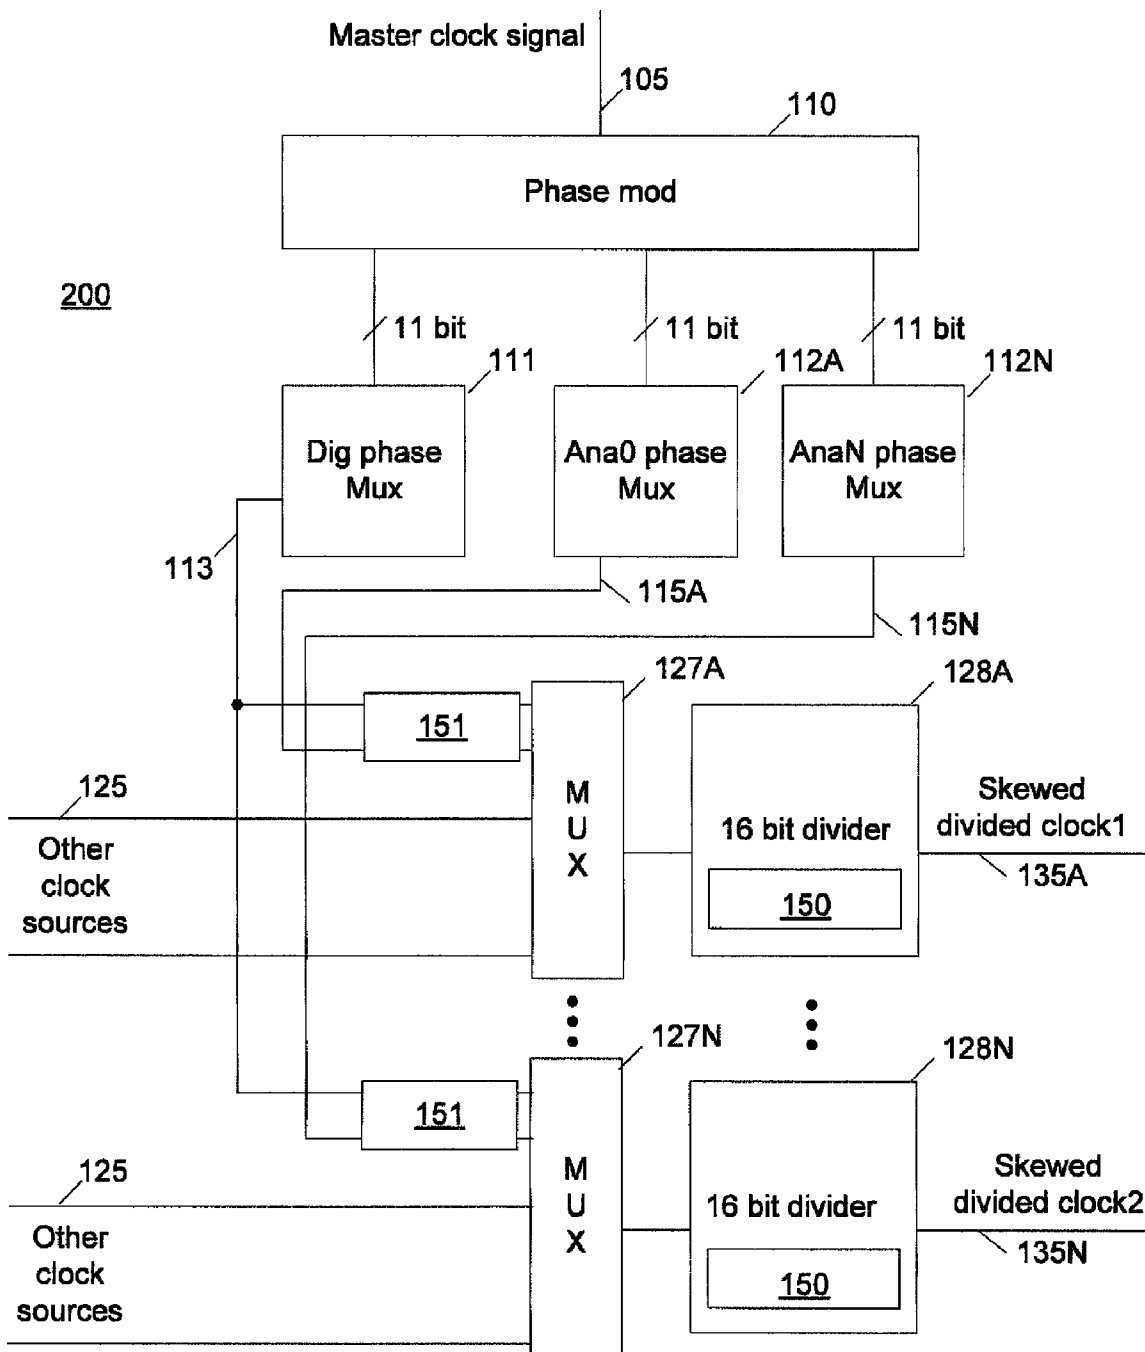 Master clock signal
105
110
Phase mod
200
11 bit
11 bit
11 bit
111
112A
112N
Dig phase
Mux
Ana0 phase
Mux
AnaN phase
Mux
113
115A
115N
127A
128A
151
125
Other
clock
sources
M
U
X
16 bit divider
150
Skewed
divided clock1
135A
127N
128N
151
125
Other
clock
sources
M
U
X
16 bit divider
150
Skewed
divided clock2
135N